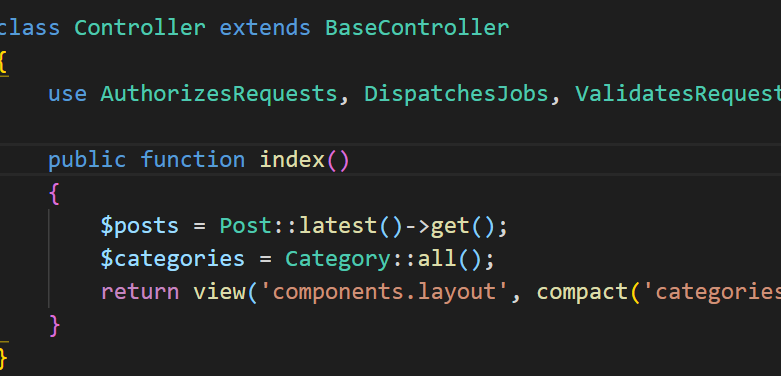 class Controller extends BaseController
{
use AuthorizesRequests, DispatchesJobs, ValidatesRequest
public function index()
{
$posts = Post::latest()->get();
$categories = Category::all();
return view('components.layout', compact('categories
}
}